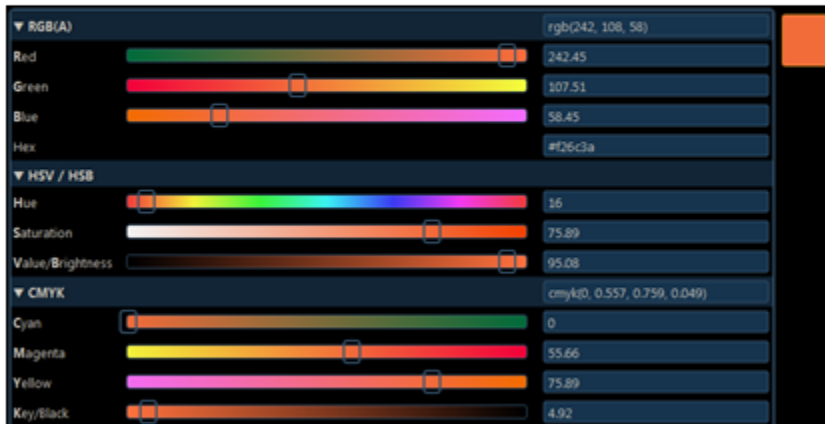 ▼ RGB(A) rgb(242, 108, 58)
Red 242.45
Green 107.51
Blue 58.45
Hex #f26c3a
▼ HSV / HSB
Hue 16
Saturation 75.89
Value/Brightness 95.08
▼ CMYK cmyk(0, 0.557, 0.759, 0.049)
Cyan 0
Magenta 55.66
Yellow 75.89
Key/Black 4.92